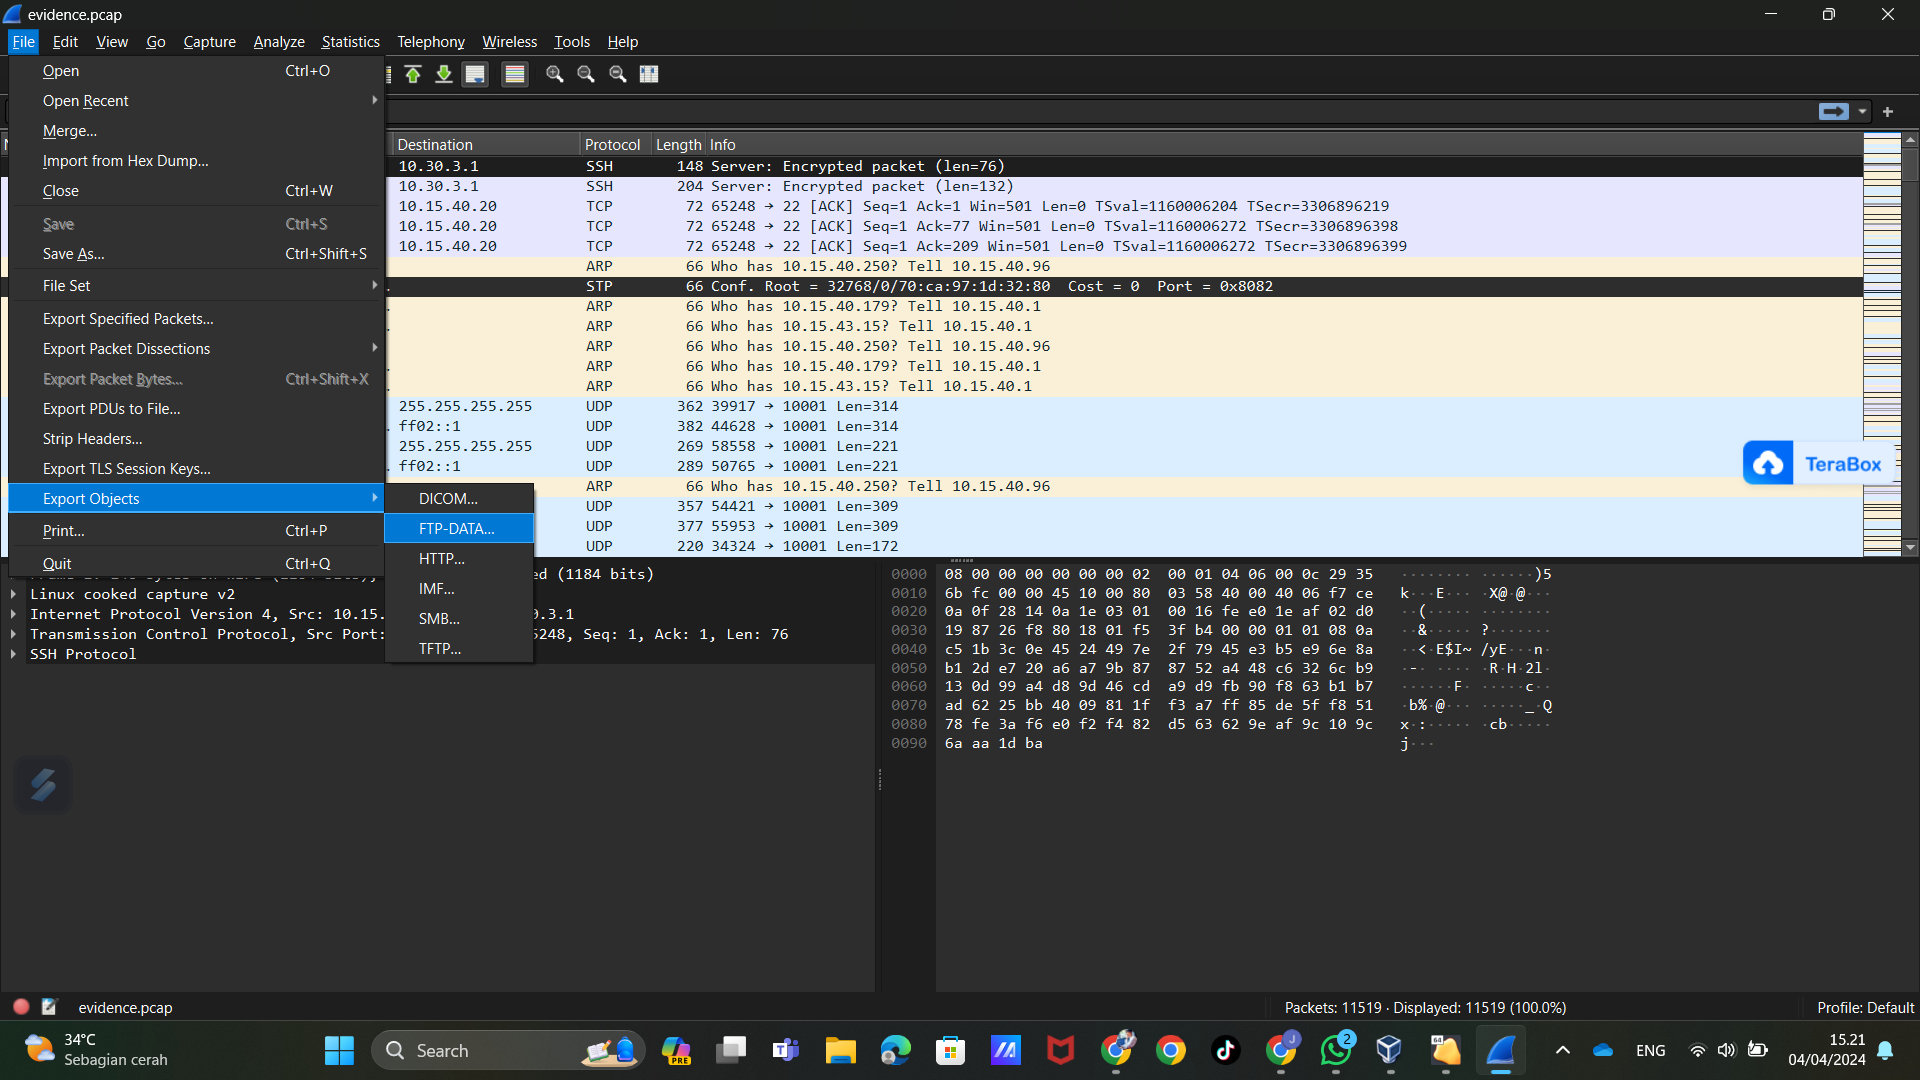 evidence.pcap
File Edit View Go Capture Analyze Statistics Telephony Wireless Tools Help
Open Ctrl+O
Open Recent
Merge...
Import from Hex Dump...
Close Ctrl+W
Save Ctrl+S
Save As... Ctrl+Shift+S
File Set
Export Specified Packets...
Export Packet Dissections
Export Packet Bytes... Ctrl+Shift+X
Export PDUs to File...
Strip Headers...
Export TLS Session Keys...
Export Objects
Print... Ctrl+P
Quit Ctrl+Q
DICOM...
FTP-DATA...
HTTP...
IMF...
SMB...
TFTP...
Destination Protocol Length Info
10.30.3.1 SSH 148 Server: Encrypted packet (len=76)
10.30.3.1 SSH 204 Server: Encrypted packet (len=132)
10.15.40.20 TCP 72 65248 → 22 [ACK] Seq=1 Ack=1 Win=501 Len=0 TSval=1160006204 TSecr=3306896219
10.15.40.20 TCP 72 65248 → 22 [ACK] Seq=1 Ack=77 Win=501 Len=0 TSval=1160006272 TSecr=3306896398
10.15.40.20 TCP 72 65248 → 22 [ACK] Seq=1 Ack=209 Win=501 Len=0 TSval=1160006272 TSecr=3306896399
ARP 66 Who has 10.15.40.250? Tell 10.15.40.96
STP 66 Conf. Root = 32768/0/70:ca:97:1d:32:80 Cost = 0 Port = 0x8082
ARP 66 Who has 10.15.40.179? Tell 10.15.40.1
ARP 66 Who has 10.15.43.15? Tell 10.15.40.1
ARP 66 Who has 10.15.40.250? Tell 10.15.40.96
ARP 66 Who has 10.15.40.179? Tell 10.15.40.1
ARP 66 Who has 10.15.43.15? Tell 10.15.40.1
255.255.255.255 UDP 362 39917 → 10001 Len=314
ff02::1 UDP 382 44628 → 10001 Len=314
255.255.255.255 UDP 269 58558 → 10001 Len=221
ff02::1 UDP 289 50765 → 10001 Len=221
ARP 66 Who has 10.15.40.250? Tell 10.15.40.96
UDP 357 54421 → 10001 Len=309
UDP 377 55953 → 10001 Len=309
UDP 220 34324 → 10001 Len=172
TeraBox
ed (1184 bits)
Linux cooked capture v2
Internet Protocol Version 4, Src: 10.15. 0.3.1
Transmission Control Protocol, Src Port: 5248, Seq: 1, Ack: 1, Len: 76
SSH Protocol
0000 08 00 00 00 00 00 00 02 00 01 04 06 00 0c 29 35 ········ ······)5
0010 6b fc 00 00 45 10 00 80 03 58 40 00 40 06 f7 ce k···E··· ·X@·@···
0020 0a 0f 28 14 0a 1e 03 01 00 16 fe e0 1e af 02 d0 ··(····· ········
0030 19 87 26 f8 80 18 01 f5 3f b4 00 00 01 01 08 0a ··&····· ?·······
0040 c5 1b 3c 0e 45 24 49 7e 2f 79 45 e3 b5 e9 6e 8a ··<·E$I~ /yE···n·
0050 b1 2d e7 20 a6 a7 9b 87 87 52 a4 48 c6 32 6c b9 ·-· ···· ·R·H·2l·
0060 13 0d 99 a4 d8 9d 46 cd a9 d9 fb 90 f8 63 b1 b7 ······F· ·····c··
0070 ad 62 25 bb 40 09 81 1f f3 a7 ff 85 de 5f f8 51 ·b%·@··· ·····_·Q
0080 78 fe 3a f6 e0 f2 f4 82 d5 63 62 9e af 9c 10 9c x·:····· ·cb·····
0090 6a aa 1d ba j···
evidence.pcap Packets: 11519 · Displayed: 11519 (100.0%) Profile: Default
34°C
Sebagian cerah
Search
PRE
J
2
64
ENG
15.21
04/04/2024